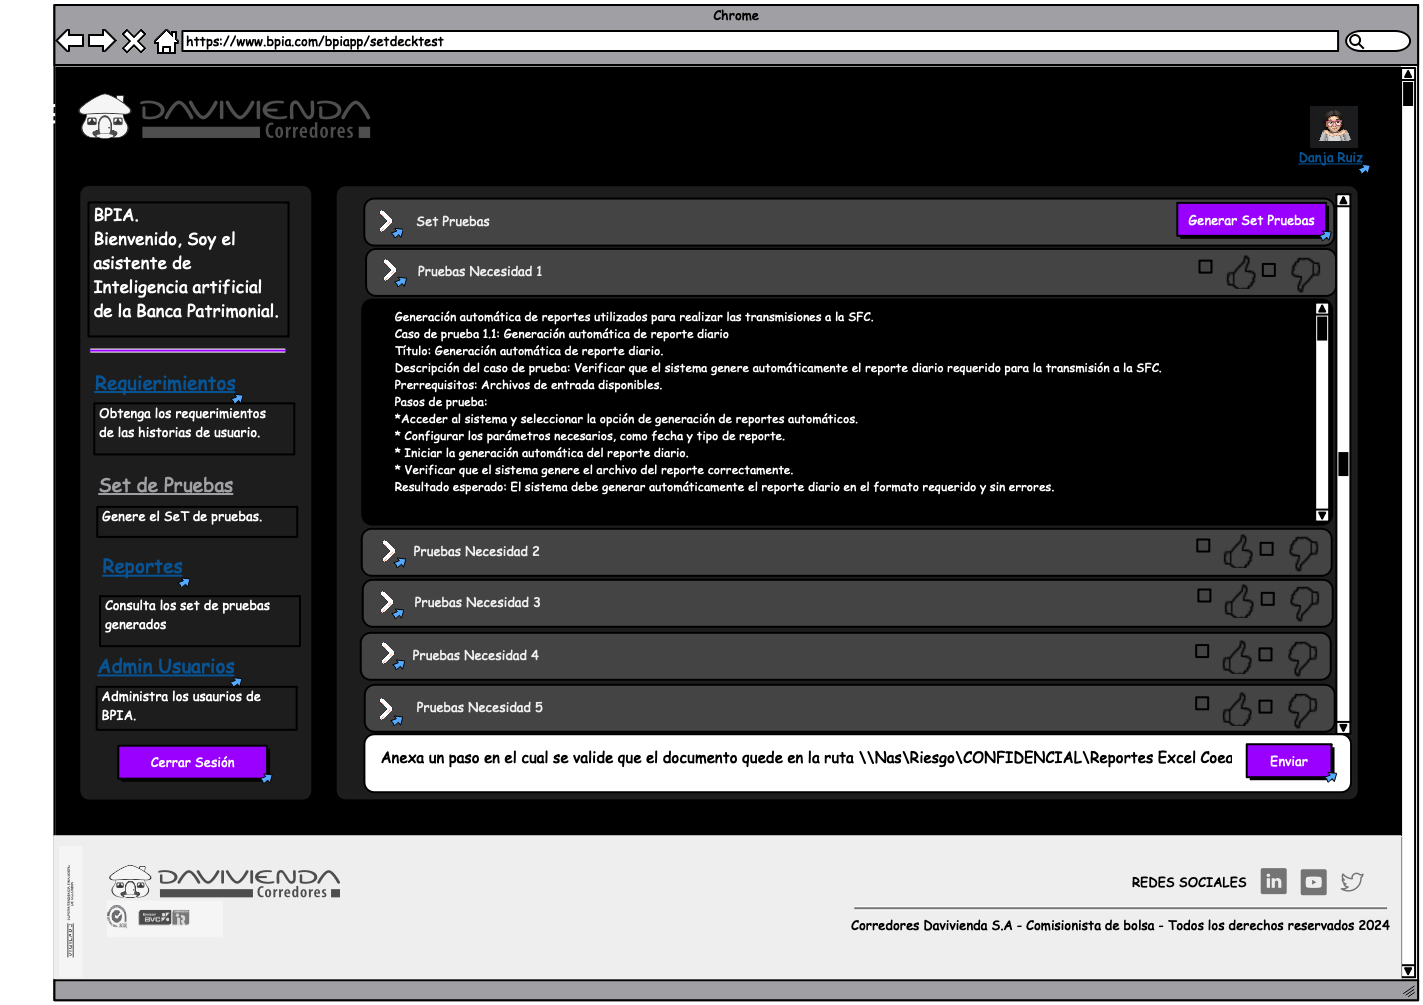 Chrome
https://www.bpia.com/bpiapp/setdecktest
DAVIVIENDA
Corredores
Danja Ruiz
BPIA.
Bienvenido, Soy el
asistente de
Inteligencia artificial
de la Banca Patrimonial.
Requierimientos
Obtenga los requerimientos
de las historias de usuario.
Set de Pruebas
Genere el SeT de pruebas.
Reportes
Consulta los set de pruebas
generados
Admin Usuarios
Administra los usaurios de
BPIA.
Cerrar Sesión
Set Pruebas
Generar Set Pruebas
Pruebas Necesidad 1
Generación automática de reportes utilizados para realizar las transmisiones a la SFC.
Caso de prueba 1.1: Generación automática de reporte diario
Título: Generación automática de reporte diario.
Descripción del caso de prueba: Verificar que el sistema genere automáticamente el reporte diario requerido para la transmisión a la SFC.
Prerrequisitos: Archivos de entrada disponibles.
Pasos de prueba:
*Acceder al sistema y seleccionar la opción de generación de reportes automáticos.
* Configurar los parámetros necesarios, como fecha y tipo de reporte.
* Iniciar la generación automática del reporte diario.
* Verificar que el sistema genere el archivo del reporte correctamente.
Resultado esperado: El sistema debe generar automáticamente el reporte diario en el formato requerido y sin errores.
Pruebas Necesidad 2
Pruebas Necesidad 3
Pruebas Necesidad 4
Pruebas Necesidad 5
Anexa un paso en el cual se valide que el documento quede en la ruta \\Nas\Riesgo\CONFIDENCIAL\Reportes Excel Coea
Enviar
VIGILADO
DAVIVIENDA
Corredores
BVC
IR
REDES SOCIALES
Corredores Davivienda S.A - Comisionista de bolsa - Todos los derechos reservados 2024